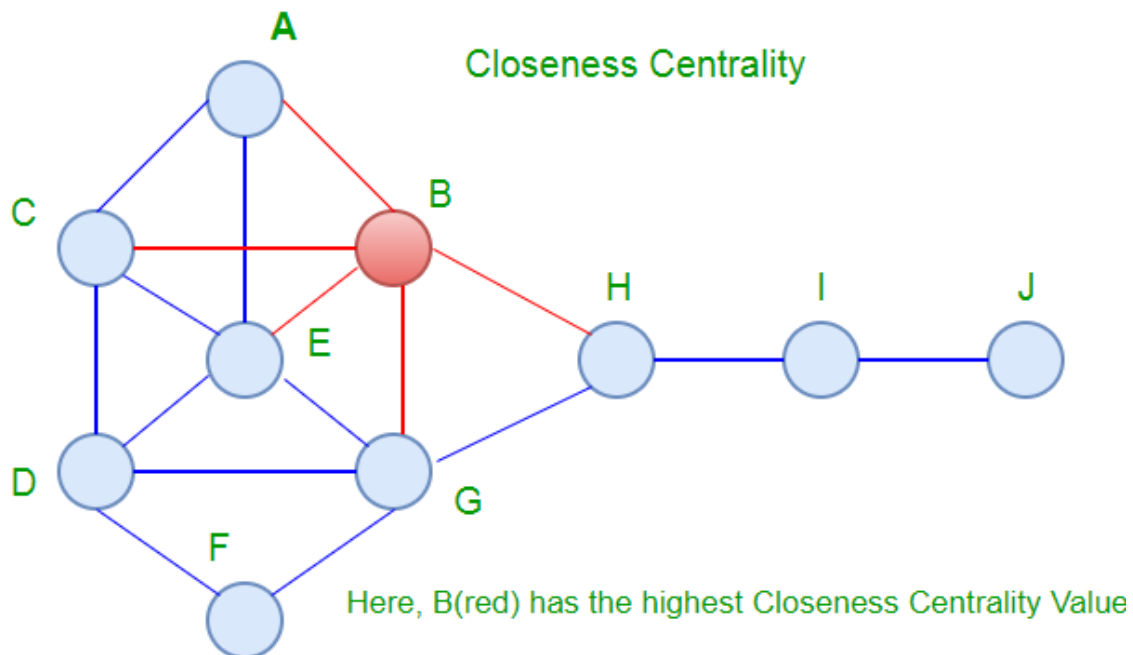 A
Closeness Centrality
C
B
H
I
J
E
D
G
F
Here, B(red) has the highest Closeness Centrality Value